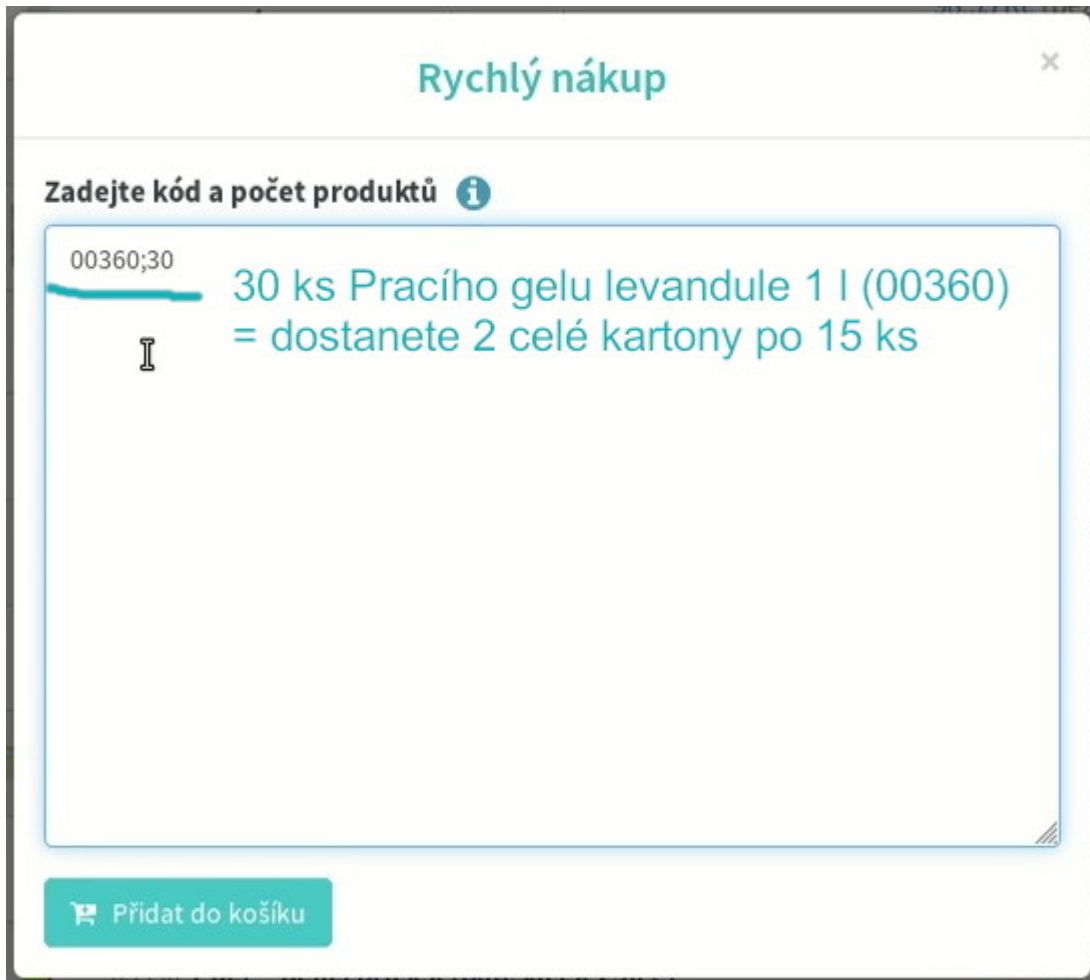 Rychlý nákup
×
Zadejte kód a počet produktů
00360;30
30 ks Pracího gelu levandule 1 l (00360)
= dostanete 2 celé kartony po 15 ks
Přidat do košíku